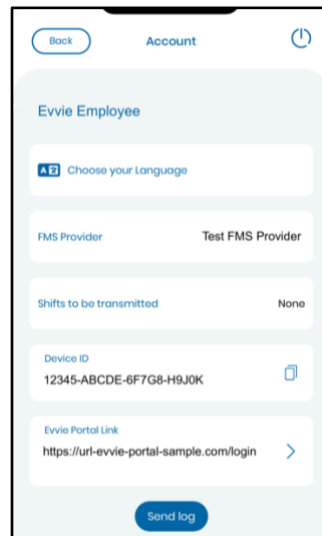 Back
Account
Evvie Employee
Choose your Language
FMS Provider Test FMS Provider
Shifts to be transmitted None
Device ID
12345-ABCDE-6F7G8-H9J0K
Evvie Portal Link
https://url-evvie-portal-sample.com/login
Send log